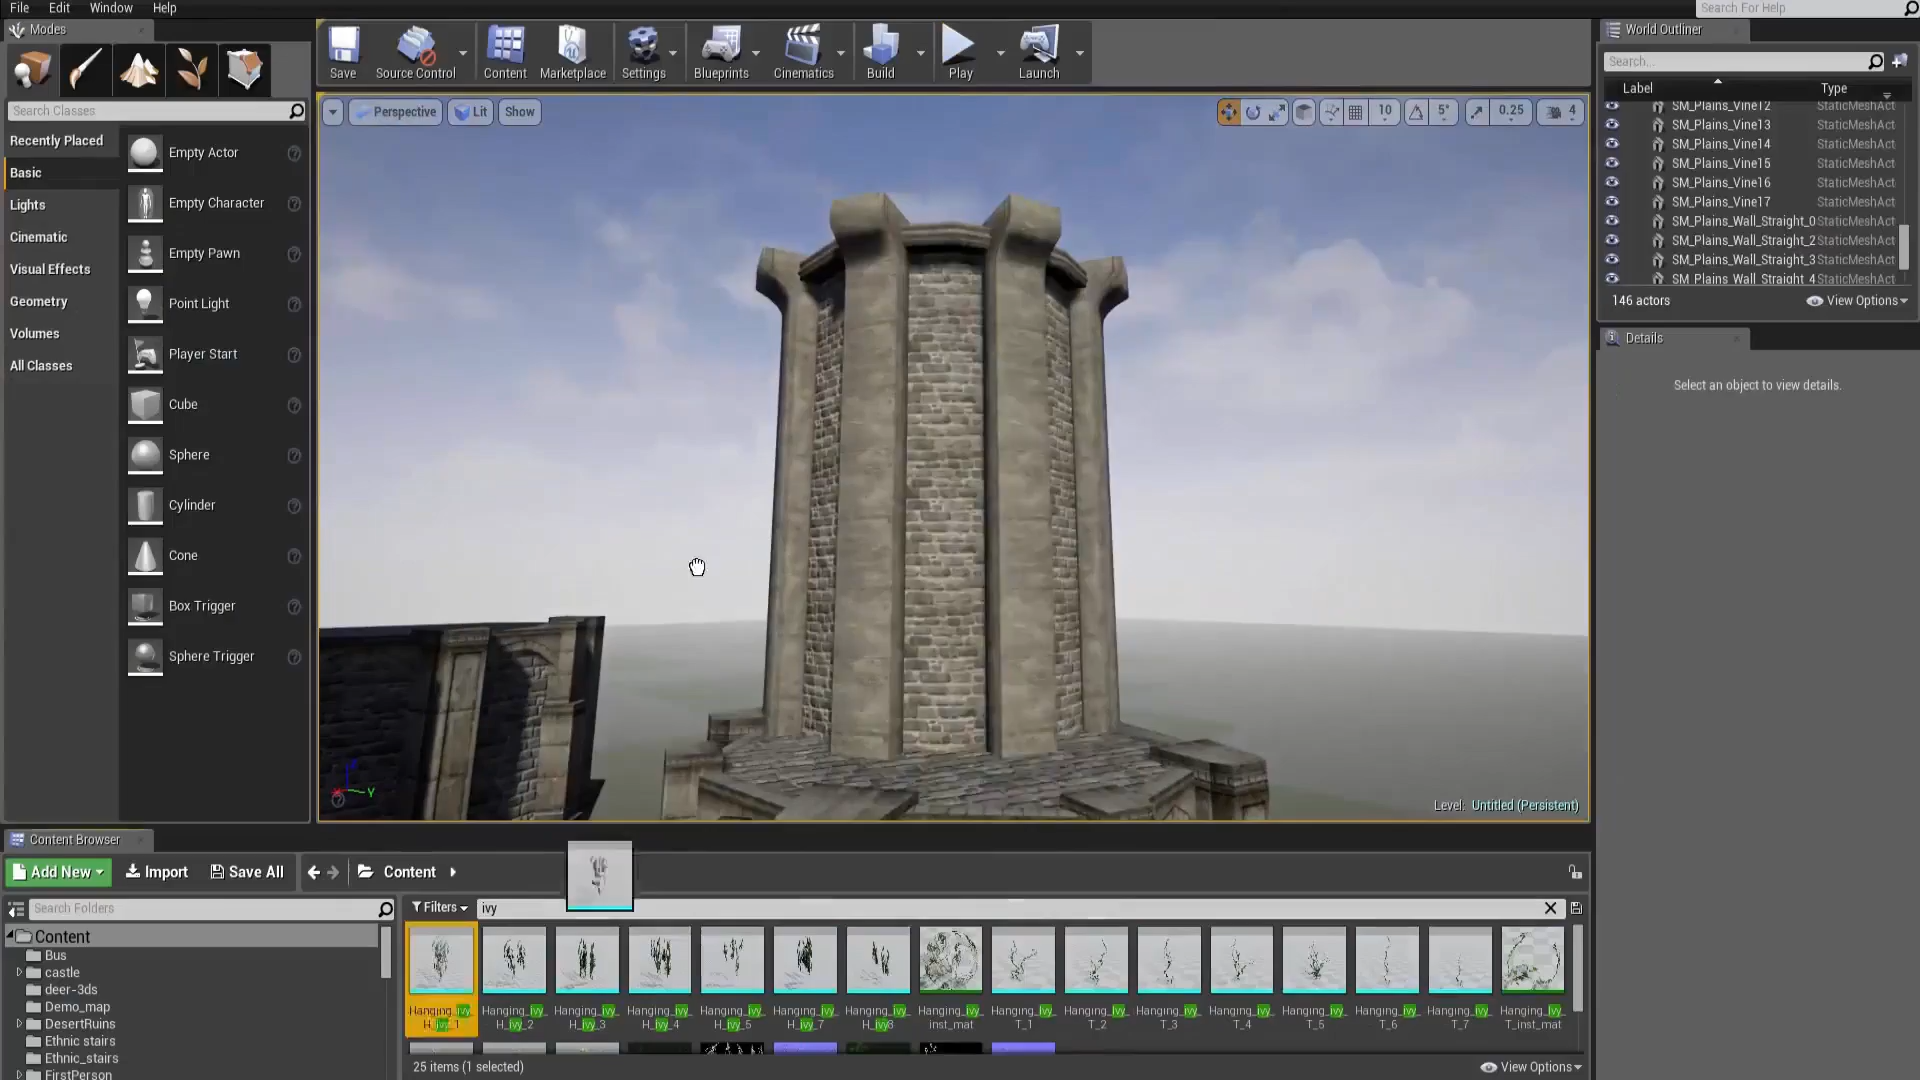 File Edit Window Help
Search For Help
Modes
Save
Source Control
Content
Marketplace
Settings
Blueprints
Cinematics
Build
Play
Launch
World Outliner
Search...
Label Type
Search Classes
Recently Placed
Basic
Lights
Cinematic
Visual Effects
Geometry
Volumes
All Classes
Empty Actor
Empty Character
Empty Pawn
Point Light
Player Start
Cube
Sphere
Cylinder
Cone
Box Trigger
Sphere Trigger
Perspective Lit Show
10 5° 0.25 4
SM_Plains_Vine12 StaticMeshAct
SM_Plains_Vine13 StaticMeshAct
SM_Plains_Vine14 StaticMeshAct
SM_Plains_Vine15 StaticMeshAct
SM_Plains_Vine16 StaticMeshAct
SM_Plains_Vine17 StaticMeshAct
SM_Plains_Wall_Straight_0 StaticMeshAct
SM_Plains_Wall_Straight_2 StaticMeshAct
SM_Plains_Wall_Straight_3 StaticMeshAct
SM_Plains_Wall_Straight_4 StaticMeshAct
146 actors View Options
Details
Select an object to view details.
Y
Level: Untitled (Persistent)
Content Browser
Add New Import Save All Content
Search Folders
Filters ivy
Content
Bus
castle
deer-3ds
Demo_map
DesertRuins
Ethnic stairs
Ethnic_stairs
FirstPerson
Hanging_Ivy_ Hanging_Ivy_ Hanging_Ivy_ Hanging_Ivy_ Hanging_Ivy_ Hanging_Ivy_ Hanging_Ivy_ Hanging_Ivy_ Hanging_Ivy_ Hanging_Ivy_ Hanging_Ivy_ Hanging_Ivy_ Hanging_Ivy_ Hanging_Ivy_ Hanging_Ivy_ Hanging_Ivy_
H_ivy_1 H_ivy_2 H_ivy_3 H_ivy_4 H_ivy_5 H_ivy_7 H_ivy8 inst_mat T_1 T_2 T_3 T_4 T_5 T_6 T_7 T_inst_mat
25 items (1 selected) View Options